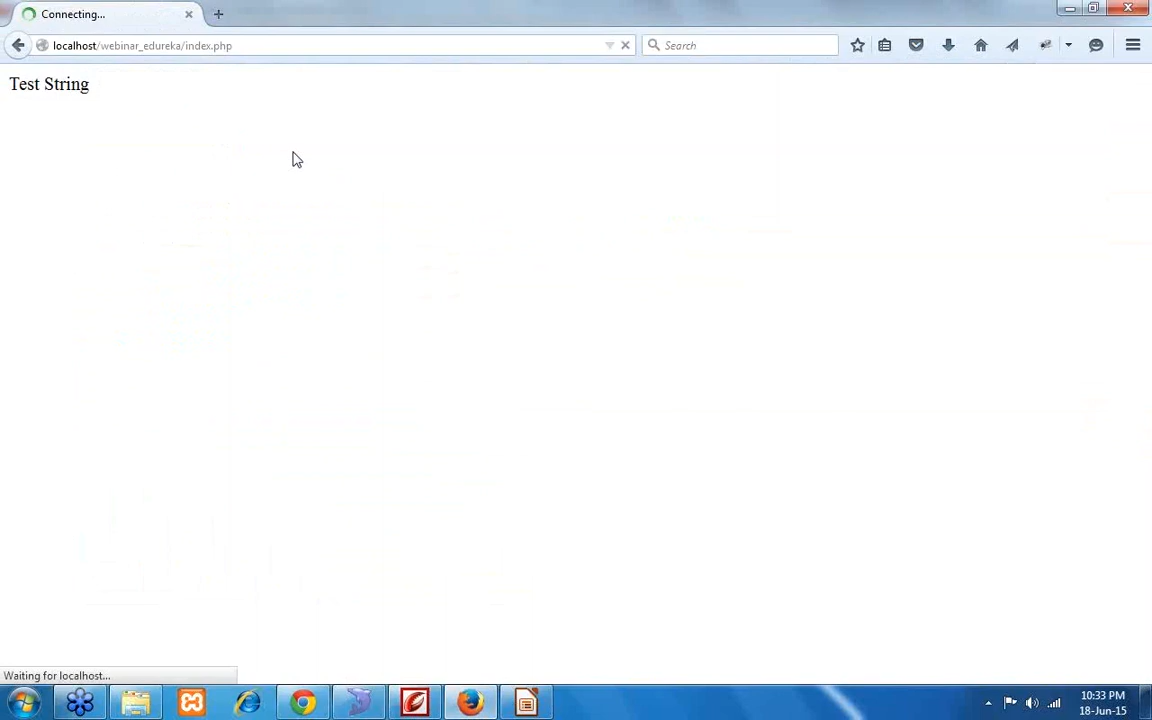 Connecting...
localhost/webinar_edureka/index.php
Search
Test String
Waiting for localhost...
10:33 PM
18-Jun-15